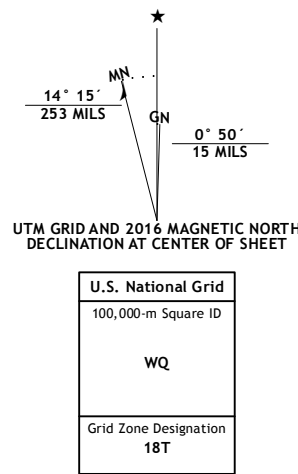 ★
MN
GN
14° 15´
253 MILS
0° 50´
15 MILS
UTM GRID AND 2016 MAGNETIC NORTH
DECLINATION AT CENTER OF SHEET
U.S. National Grid
100,000-m Square ID
WQ
Grid Zone Designation
18T